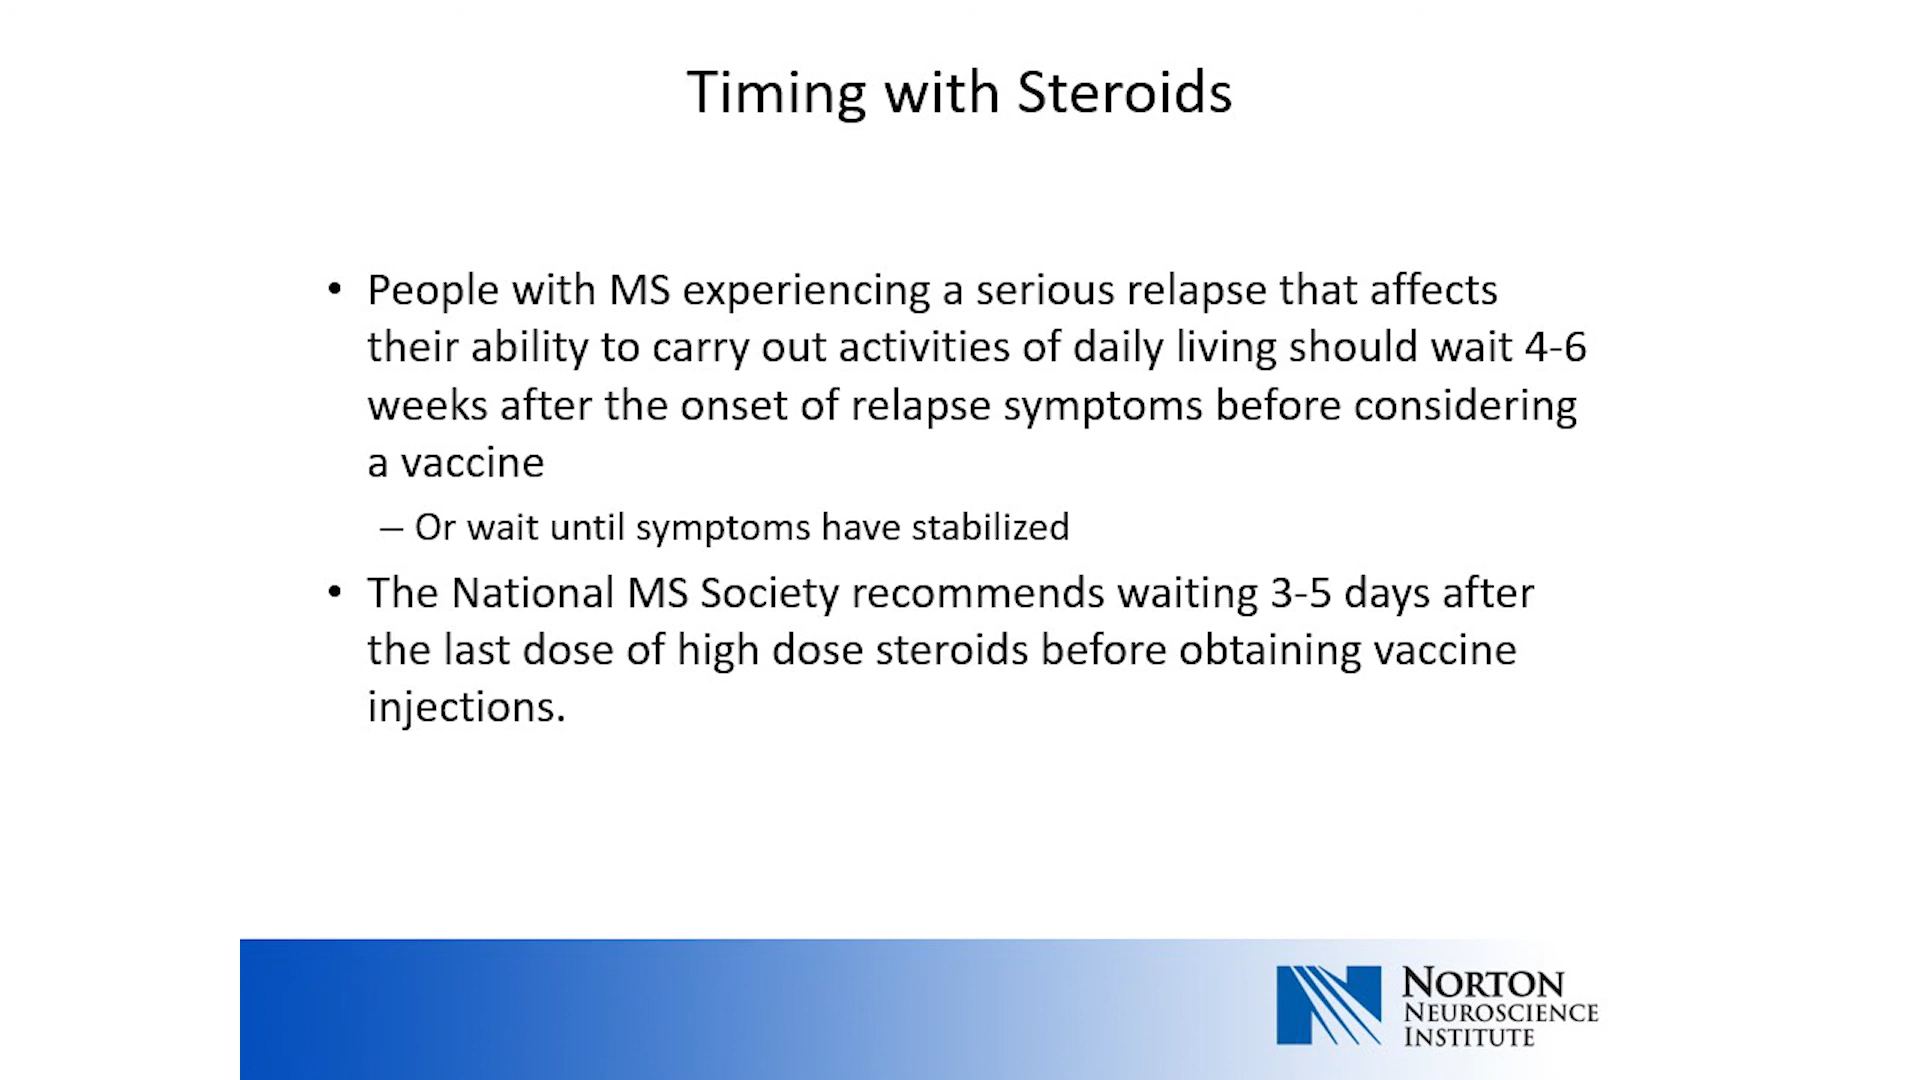 Timing with Steroids
• People with MS experiencing a serious relapse that affects
their ability to carry out activities of daily living should wait 4-6
weeks after the onset of relapse symptoms before considering
a vaccine
– Or wait until symptoms have stabilized
• The National MS Society recommends waiting 3-5 days after
the last dose of high dose steroids before obtaining vaccine
injections.
NORTON
NEUROSCIENCE
INSTITUTE